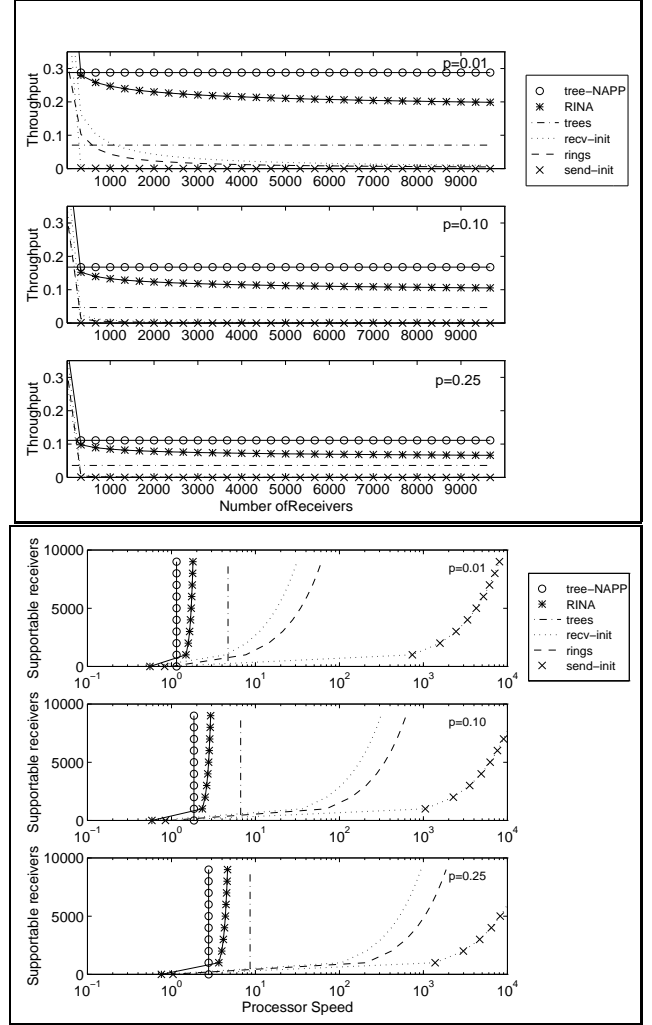 p=0.01
Throughput
0.3
0.2
0.1
0
1000 2000 3000 4000 5000 6000 7000 8000 9000
tree−NAPP
RINA
trees
recv−init
rings
send−init
p=0.10
Throughput
0.3
0.2
0.1
0
1000 2000 3000 4000 5000 6000 7000 8000 9000
p=0.25
Throughput
0.3
0.2
0.1
0
1000 2000 3000 4000 5000 6000 7000 8000 9000
Number ofReceivers
p=0.01
Supportable receivers
10000
5000
0
10^−1 10^0 10^1 10^2 10^3 10^4
tree−NAPP
RINA
trees
recv−init
rings
send−init
p=0.10
Supportable receivers
10000
5000
0
10^−1 10^0 10^1 10^2 10^3 10^4
p=0.25
Supportable receivers
10000
5000
0
10^−1 10^0 10^1 10^2 10^3 10^4
Processor Speed